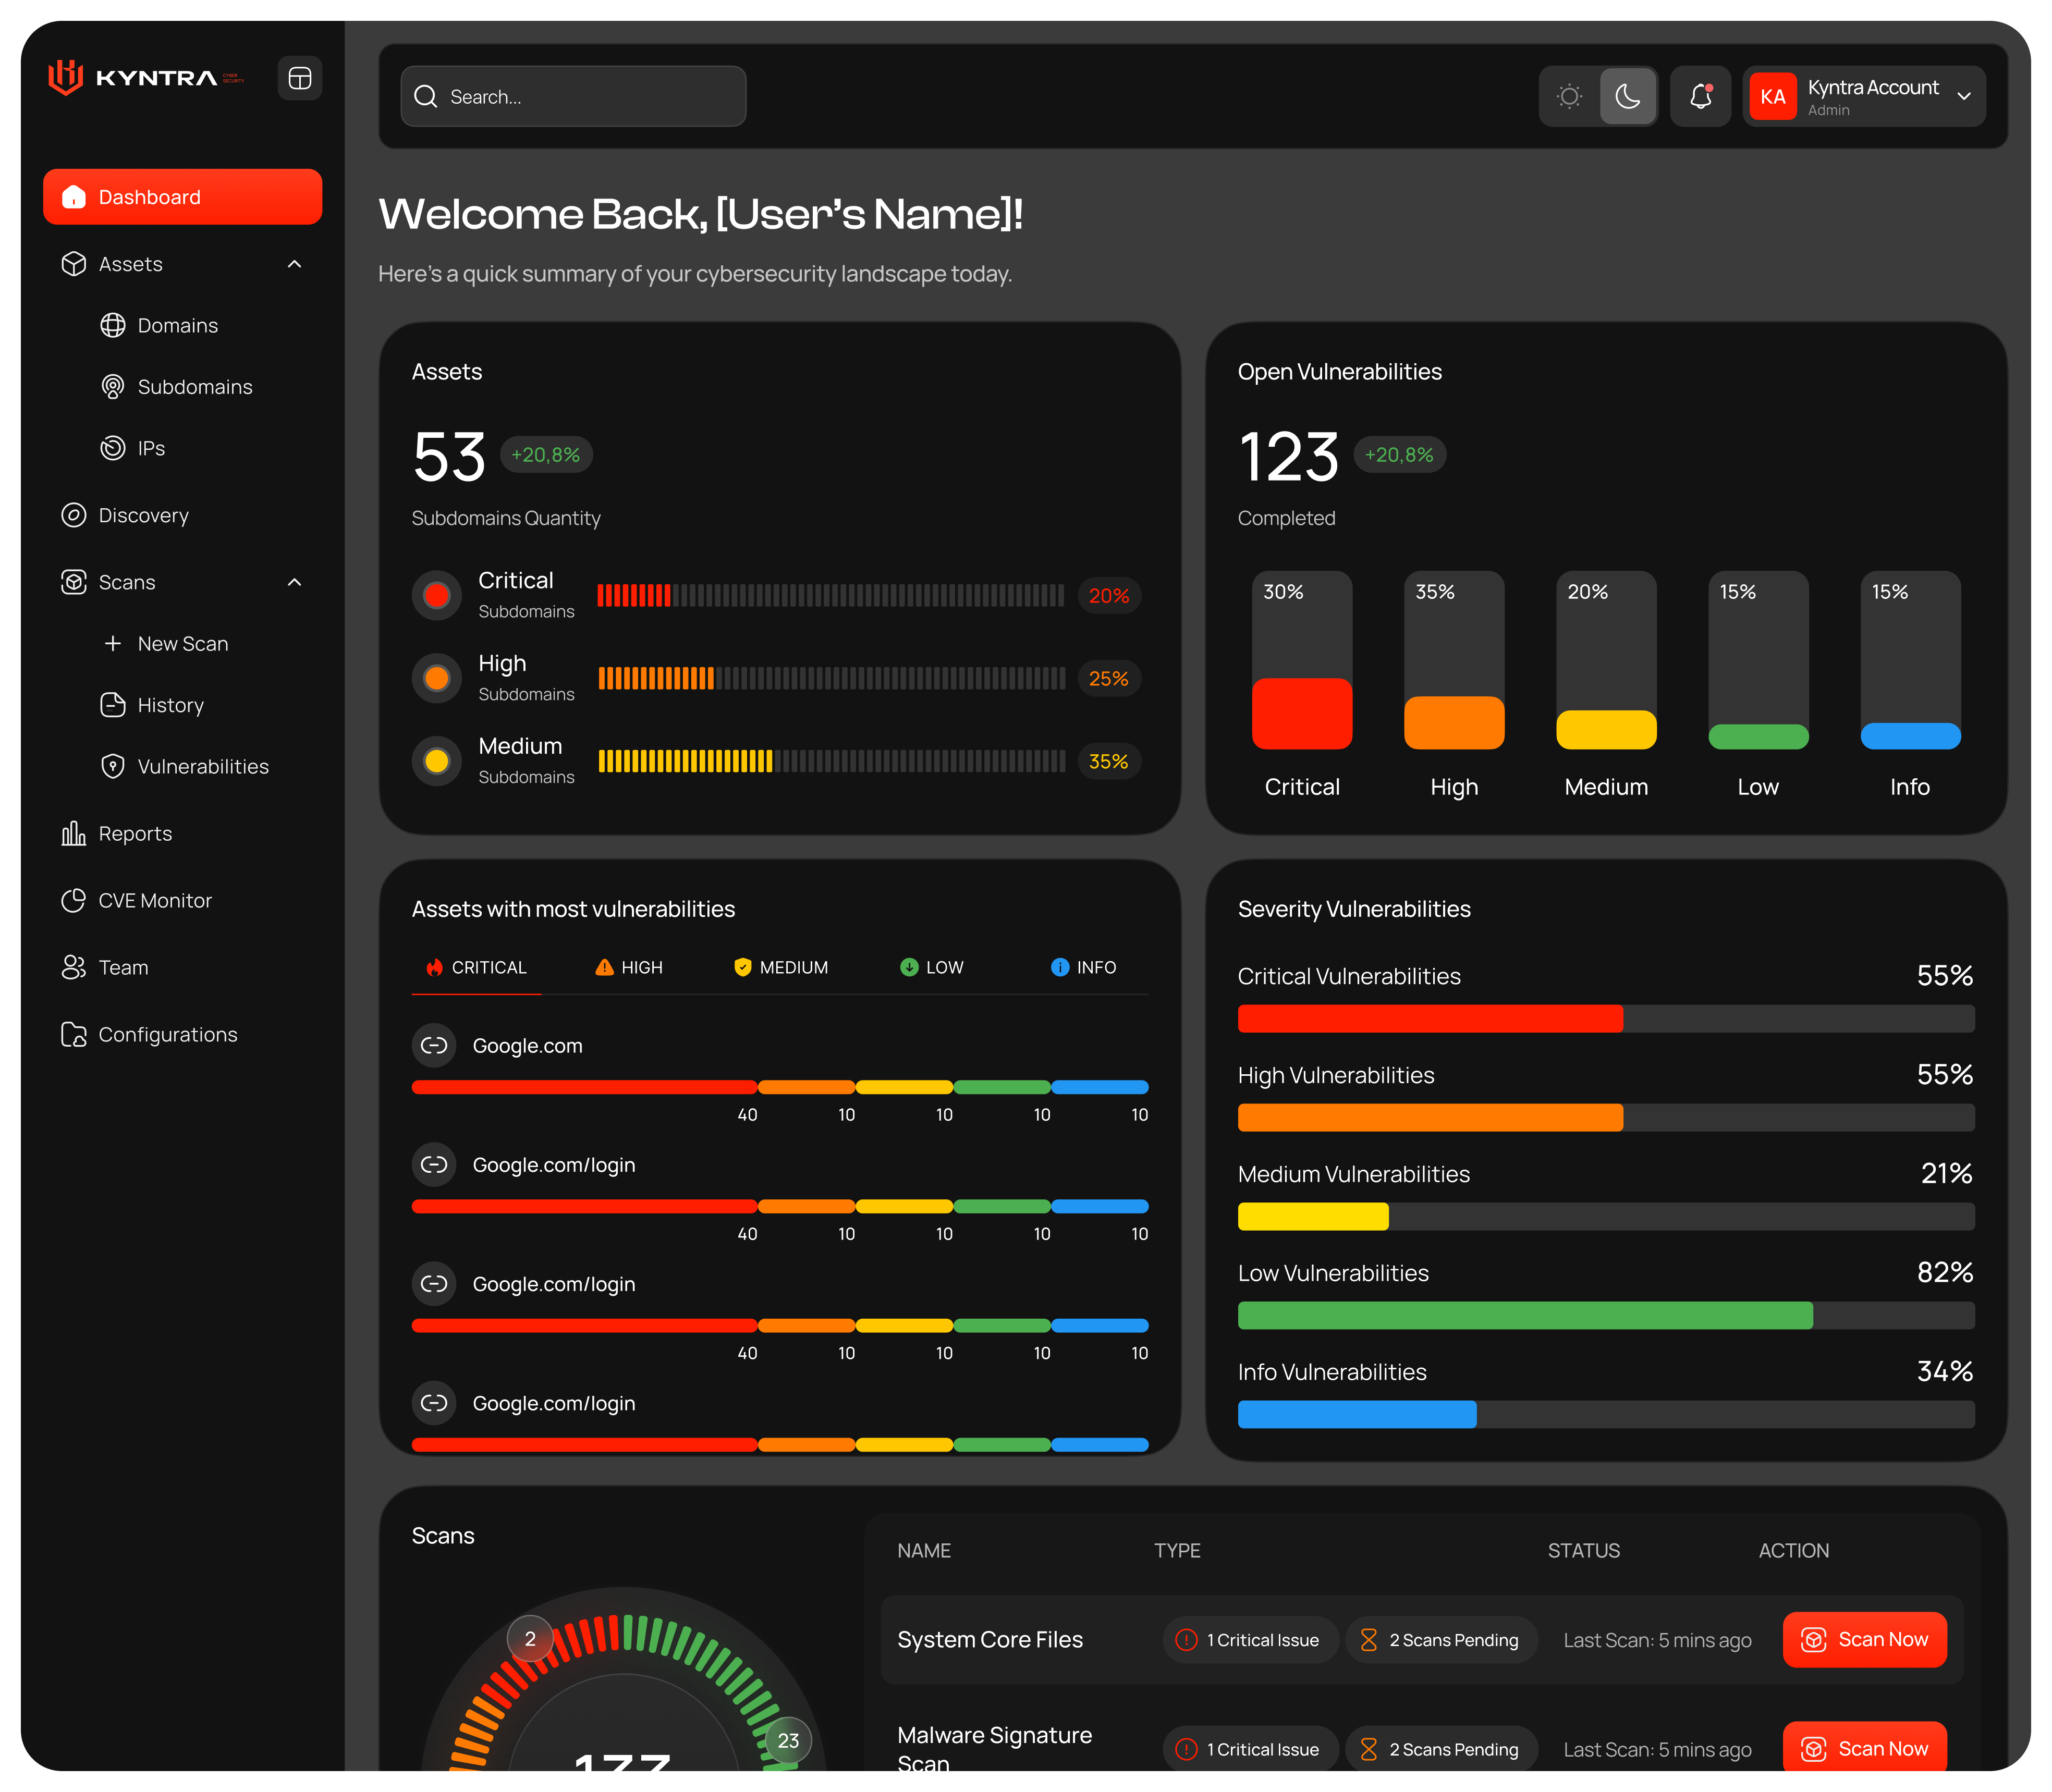 KYNTRA
CYBER
SECURITY
Dashboard
Assets
Domains
Subdomains
IPs
Discovery
Scans
New Scan
History
Vulnerabilities
Reports
CVE Monitor
Team
Configurations
Search...
KA
Kyntra Account
Admin
Welcome Back, [User’s Name]!
Here’s a quick summary of your cybersecurity landscape today.
Assets
53 +20,8%
Subdomains Quantity
Critical
Subdomains
20%
High
Subdomains
25%
Medium
Subdomains
35%
Open Vulnerabilities
123 +20,8%
Completed
30% 35% 20% 15% 15%
Critical High Medium Low Info
Assets with most vulnerabilities
CRITICAL HIGH MEDIUM LOW INFO
Google.com
40 10 10 10 10
Google.com/login
40 10 10 10 10
Google.com/login
40 10 10 10 10
Google.com/login
Severity Vulnerabilities
Critical Vulnerabilities 55%
High Vulnerabilities 55%
Medium Vulnerabilities 21%
Low Vulnerabilities 82%
Info Vulnerabilities 34%
Scans
2
23
NAME TYPE STATUS ACTION
System Core Files 1 Critical Issue 2 Scans Pending Last Scan: 5 mins ago Scan Now
Malware Signature
Scan
1 Critical Issue 2 Scans Pending Last Scan: 5 mins ago Scan Now